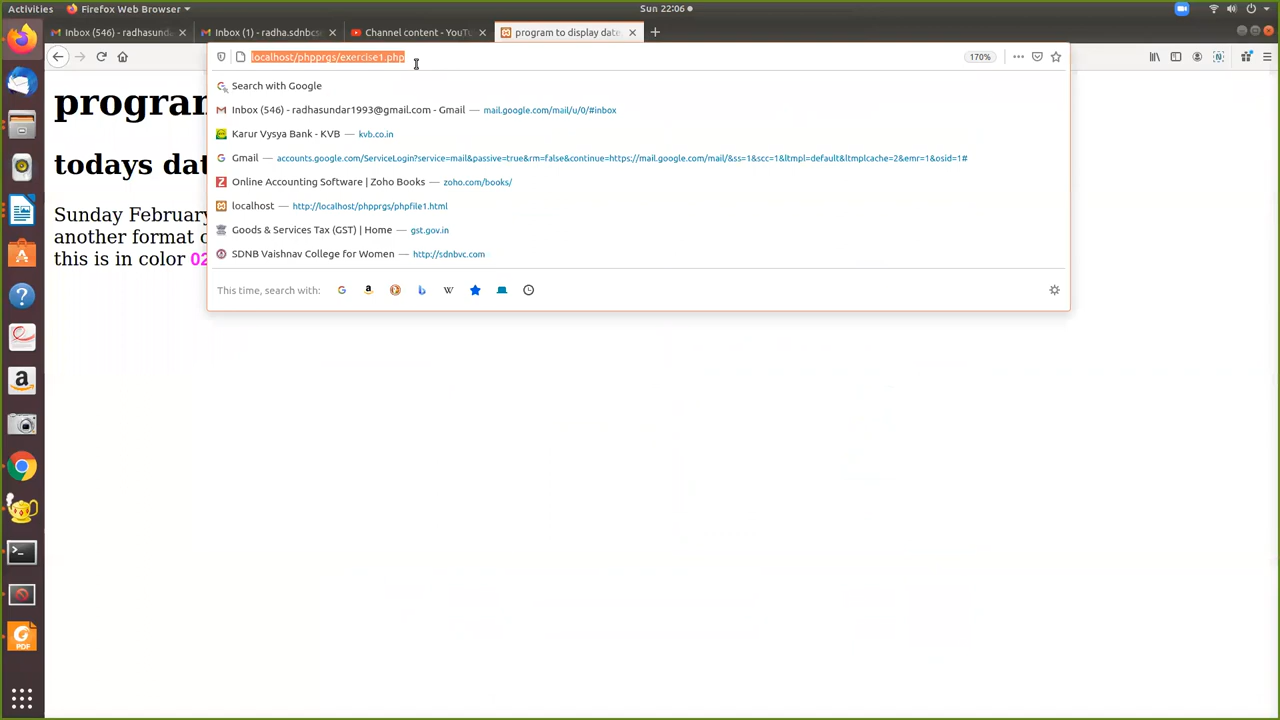 Activities Firefox Web Browser Sun 22:06
Inbox (546) - radhasund Inbox (1) - radha.sdnbcs Channel content - YouTu program to display date
localhost/phpprgs/exercise1.php 170%
Search with Google
Inbox (546) - radhasundar1993@gmail.com - Gmail — mail.google.com/mail/u/0/#inbox
Karur Vysya Bank - KVB — kvb.co.in
Gmail — accounts.google.com/ServiceLogin?service=mail&passive=true&rm=false&continue=https://mail.google.com/mail/&ss=1&scc=1&ltmpl=default&ltmplcache=2&emr=1&osid=1#
Online Accounting Software | Zoho Books — zoho.com/books/
localhost — http://localhost/phpprgs/phpfile1.html
Goods & Services Tax (GST) | Home — gst.gov.in
SDNB Vaishnav College for Women — http://sdnbvc.com
This time, search with:
progran
todays dat
Sunday February
another format o
this is in color 02
PDF